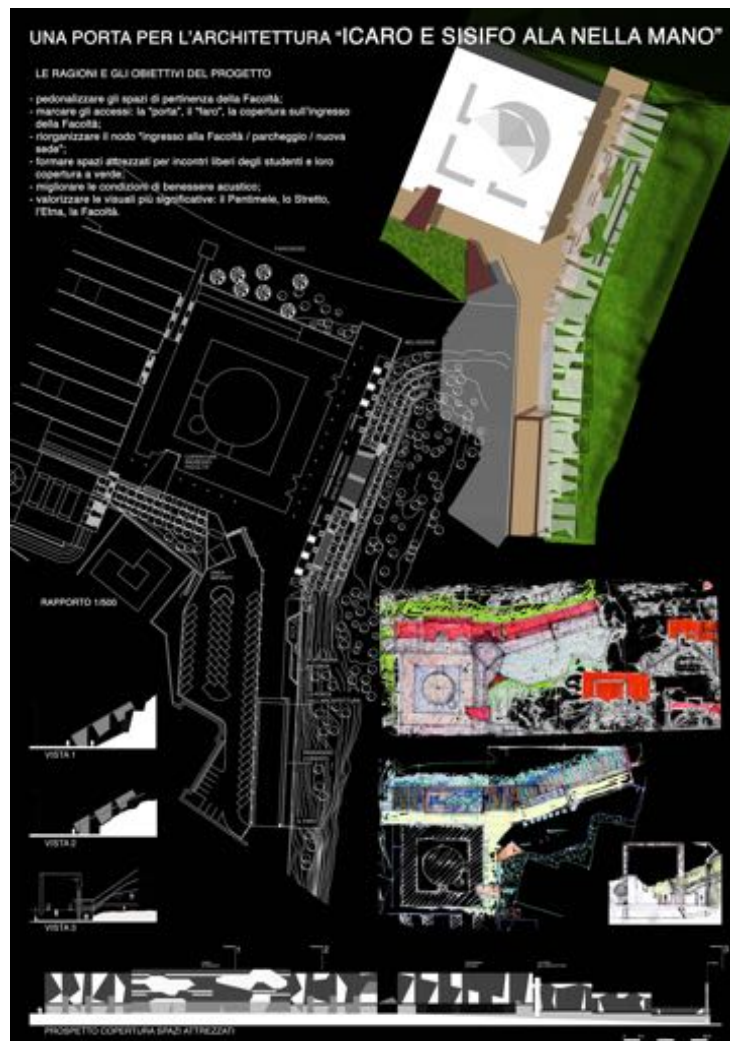 UNA PORTA PER L'ARCHITETTURA "ICARO E SISIFO ALA NELLA MANO"
LE RAGIONI E GLI OBIETTIVI DEL PROGETTO
- pedonalizzare gli spazi di pertinenza della Facoltà;
- marcare gli accessi: la "porta", il "faro", la copertura sull'ingresso
della Facoltà;
- riorganizzare il nodo "ingresso alla Facoltà / parcheggio / nuova
sede";
- formare spazi attrezzati per incontri liberi degli studenti e loro
copertura a verde;
- migliorare le condizioni di benessere acustico;
- valorizzare le visuali più significative: il Pentimele, lo Stretto,
l'Etna, la Facoltà.
RAPPORTO 1/500
VISTA 1
VISTA 2
VISTA 3
PROSPETTO COPERTURA SPAZI ATTREZZATI